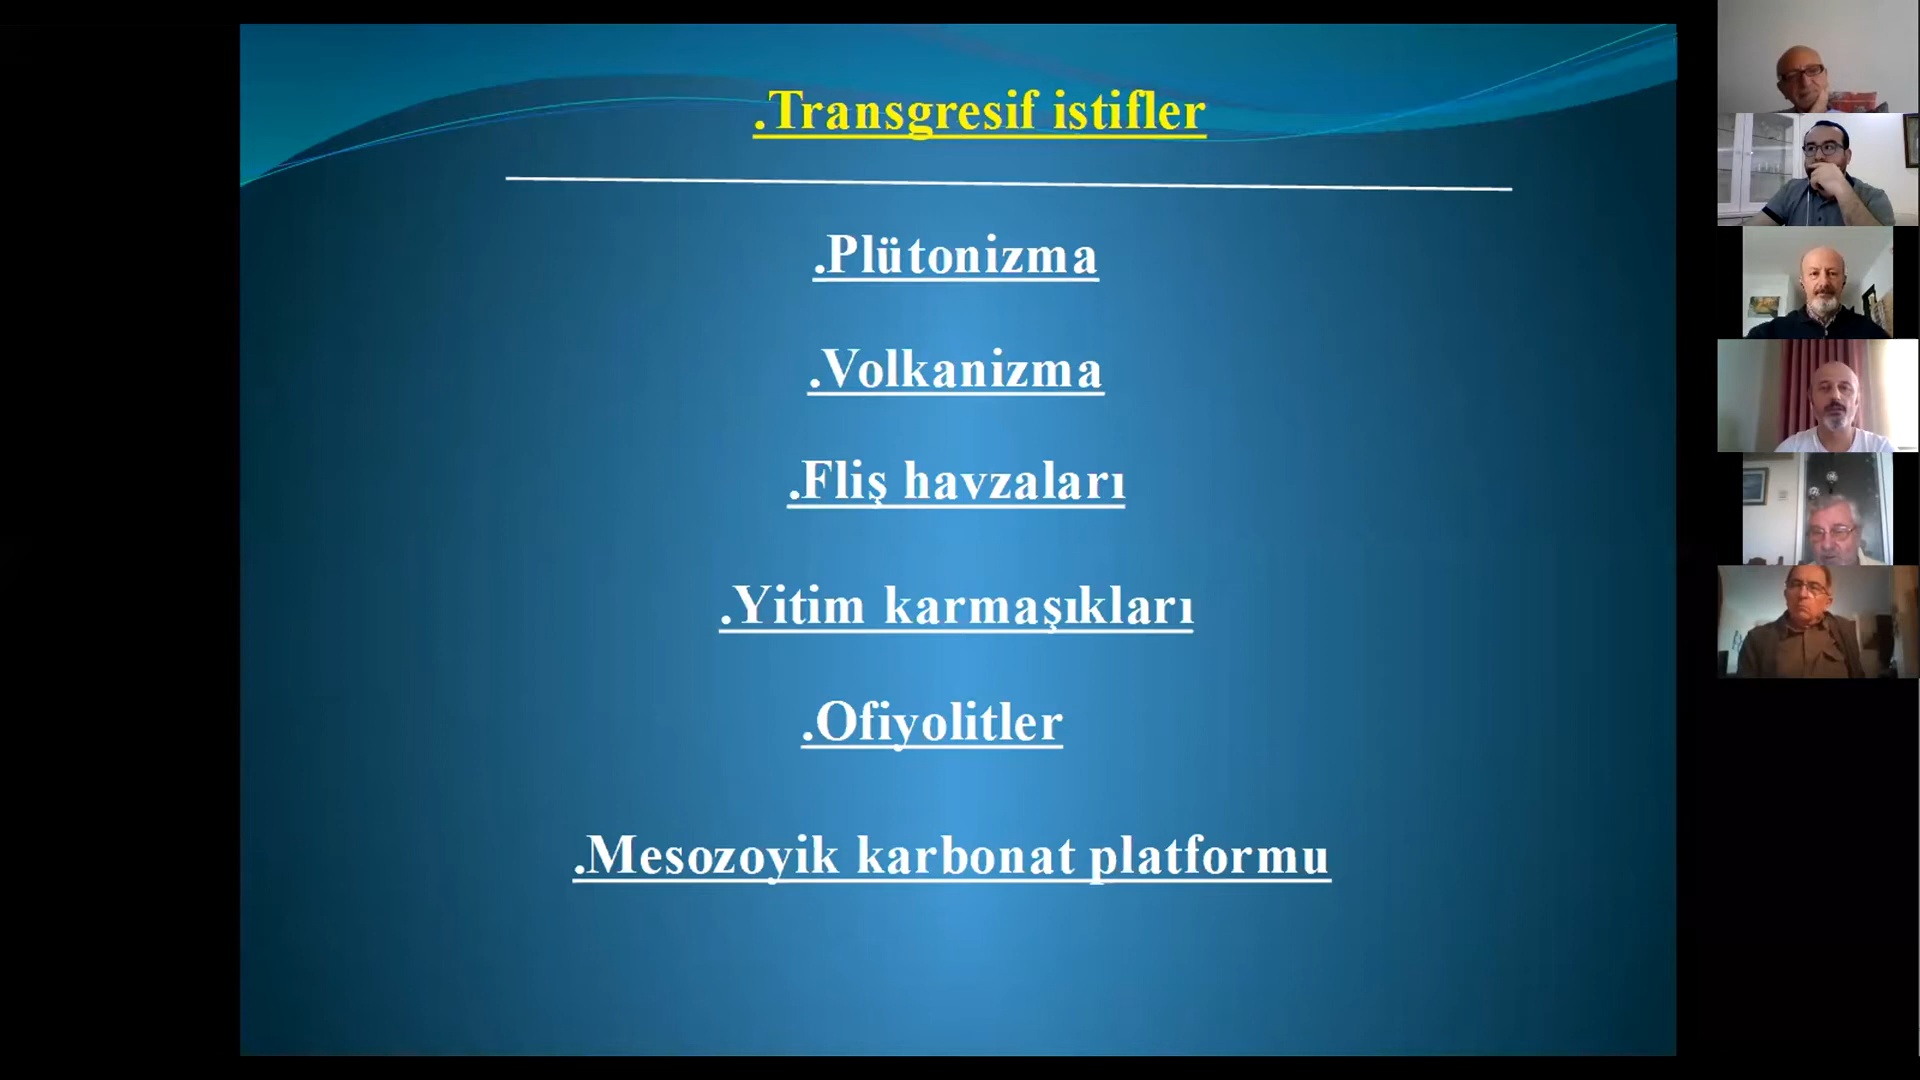 .Transgresif istifler
.Plütonizma
.Volkanizma
.Fliş havzaları
.Yitim karmaşıkları
.Ofiyolitler
.Mesozoyik karbonat platformu